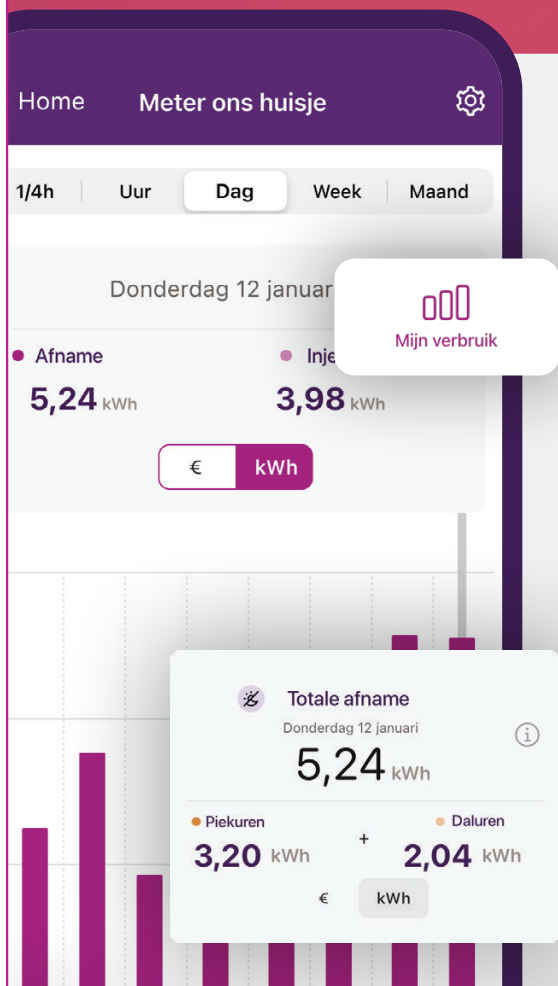 Home Meter ons huisje
1/4h Uur Dag Week Maand
Donderdag 12 januar
Mijn verbruik
Afname
5,24 kWh
Inje
3,98 kWh
€ kWh
Totale afname
Donderdag 12 januari
5,24 kWh
Piekuren
3,20 kWh
+
Daluren
2,04 kWh
€ kWh